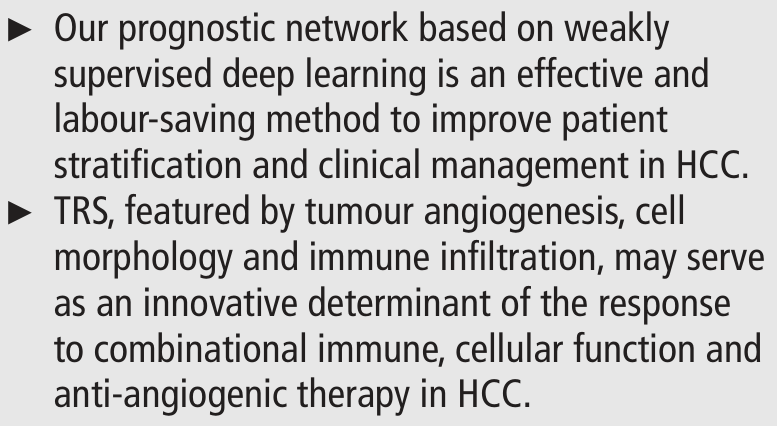 ► Our prognostic network based on weakly
supervised deep learning is an effective and
labour-saving method to improve patient
stratification and clinical management in HCC.
► TRS, featured by tumour angiogenesis, cell
morphology and immune infiltration, may serve
as an innovative determinant of the response
to combinational immune, cellular function and
anti-angiogenic therapy in HCC.